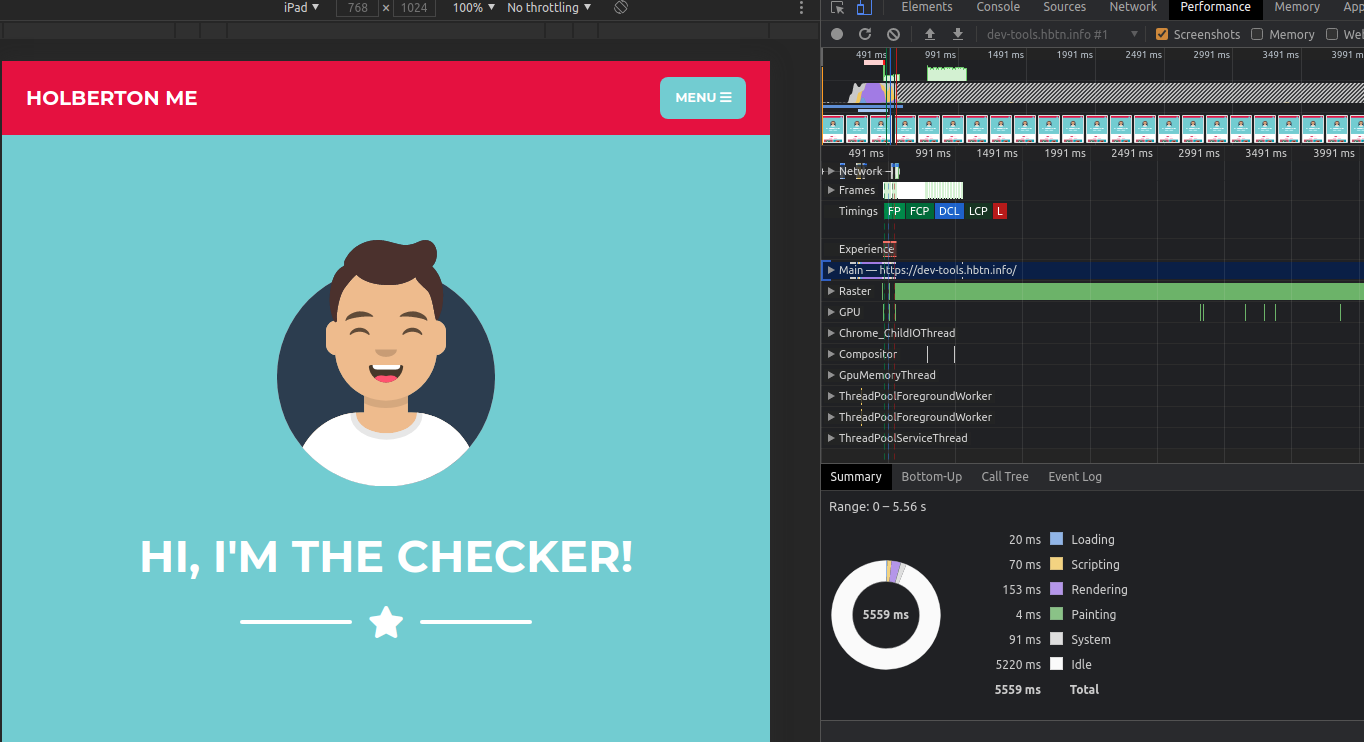 iPad 768 × 1024 100% No throttling
Elements Console Sources Network Performance Memory
dev-tools.hbtn.info #1 Screenshots Memory
491 ms 991 ms 1491 ms 1991 ms 2491 ms 2991 ms 3491 ms
491 ms 991 ms 1491 ms 1991 ms 2491 ms 2991 ms 3491 ms 3991 ms
HOLBERTON ME
MENU
HI, I'M THE CHECKER!
Network
Frames
Timings FP FCP DCL LCP L
Experience
Main — https://dev-tools.hbtn.info/
Raster
GPU
Chrome_ChildIOThread
Compositor
GpuMemoryThread
ThreadPoolForegroundWorker
ThreadPoolForegroundWorker
ThreadPoolServiceThread
Summary Bottom-Up Call Tree Event Log
Range: 0 – 5.56 s
5559 ms
20 ms Loading
70 ms Scripting
153 ms Rendering
4 ms Painting
91 ms System
5220 ms Idle
5559 ms Total